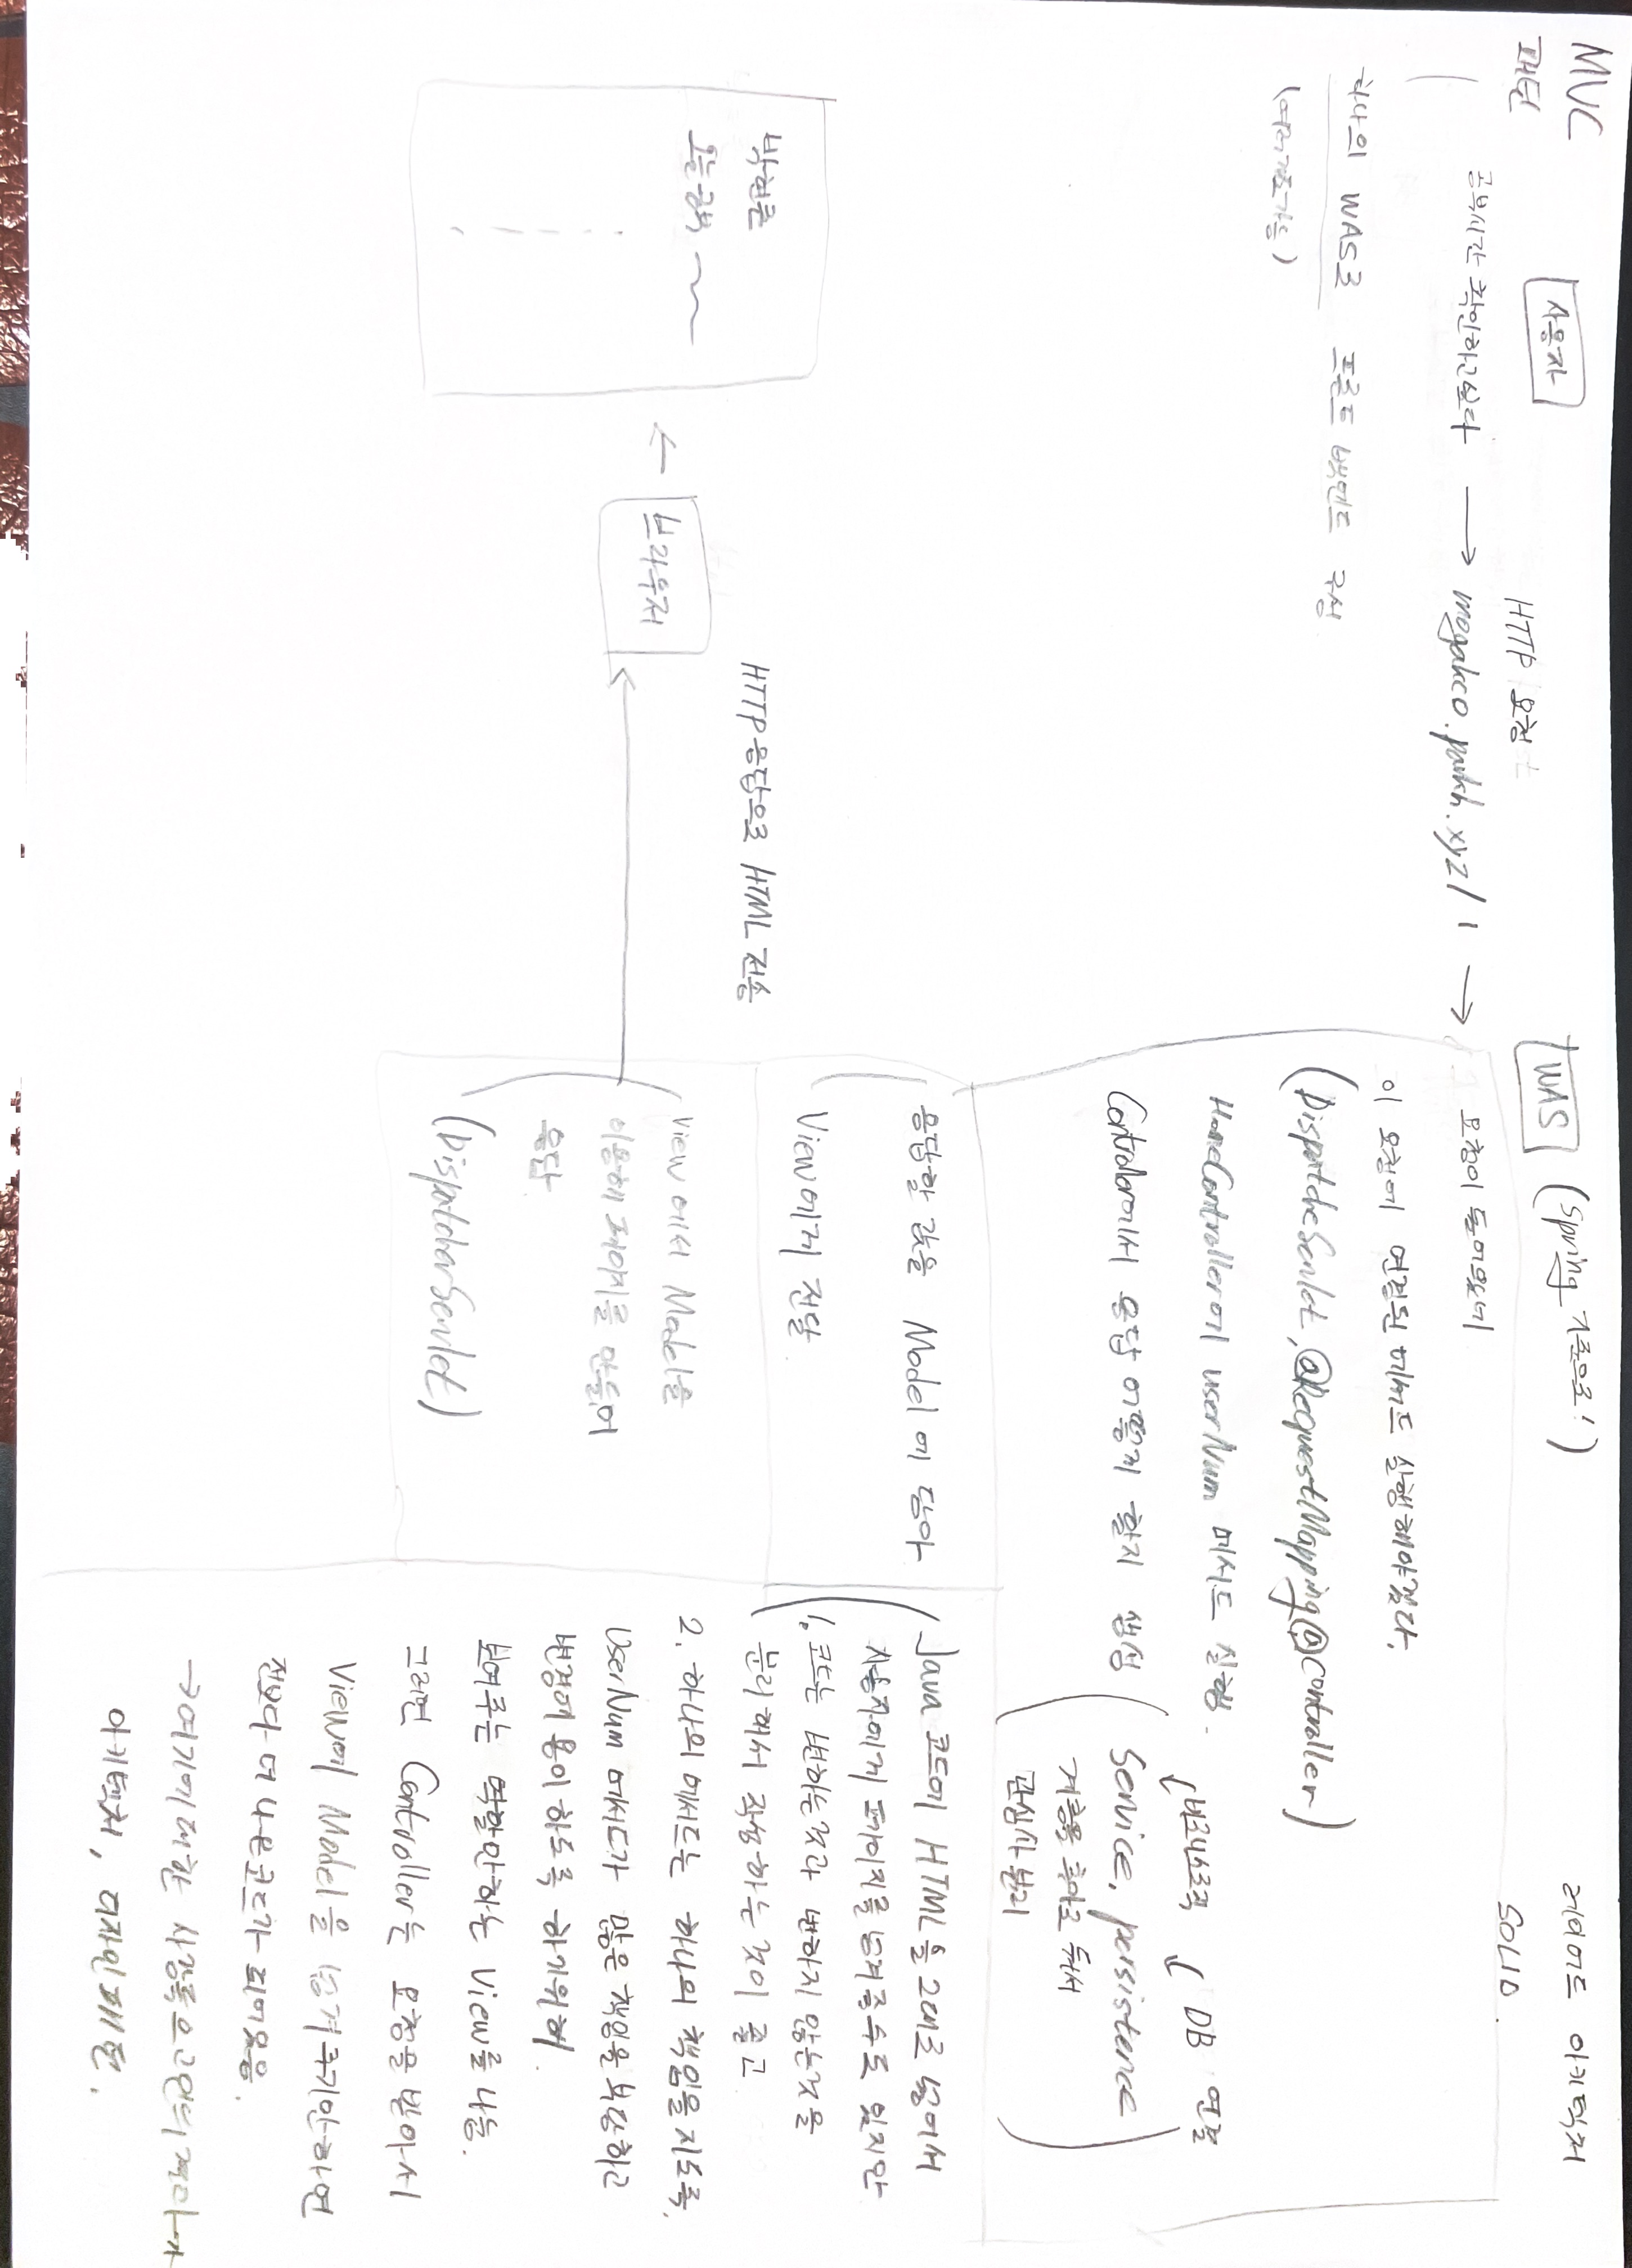 MVC
패턴
사용자
공부시간 확인하고싶다
HTTP 요청
mogakco.parkh.xyz/1
하나의 WAS로 프론트 백엔드 구성
(여러구조가능)
WAS (Spring 기준으로!)
레이어드 아키텍처
SOLID.
요청이 들어왔네
이 요청에 연결된 메서드 실행해야겠다.
(DispatcheServlet, @RequestMapping @Controller)
HomeController에 userNum 메서드 실행.
Controller에서 응답 어떻게 할지 생성
비즈니스로직
DB 연결
Service, persistence
계층을 추가로 둬서
관심사 분리
응답할 값을 Model에 담아
View에게 전달
View에서 Model을
이용해 페이지를 만들어
응답.
(DispatcherServlet)
HTTP 응답으로 HTML 전송
브라우저
박현준
오늘 공부
Java 코드에 HTML을 그대로 넣어서
사용자에게 페이지를 넘겨줄수도 있지만
1. 코드는 변하는것과 변하지 않는것을
분리해서 작성하는 것이 좋고
2. 하나의 메서드는 하나의 책임을 지도록.
UserNum 메서드가 많은 책임을 부담하고
변경에 용이하도록 하기위해.
보여주는 역할만하는 View를 나눔.
그러면 Controller는 요청을 받아서
View에 Model을 넘겨주기만하면
전보다 더 나은코드가 되어있음.
→ 여기에 대한
아키텍처, 디자인패턴.